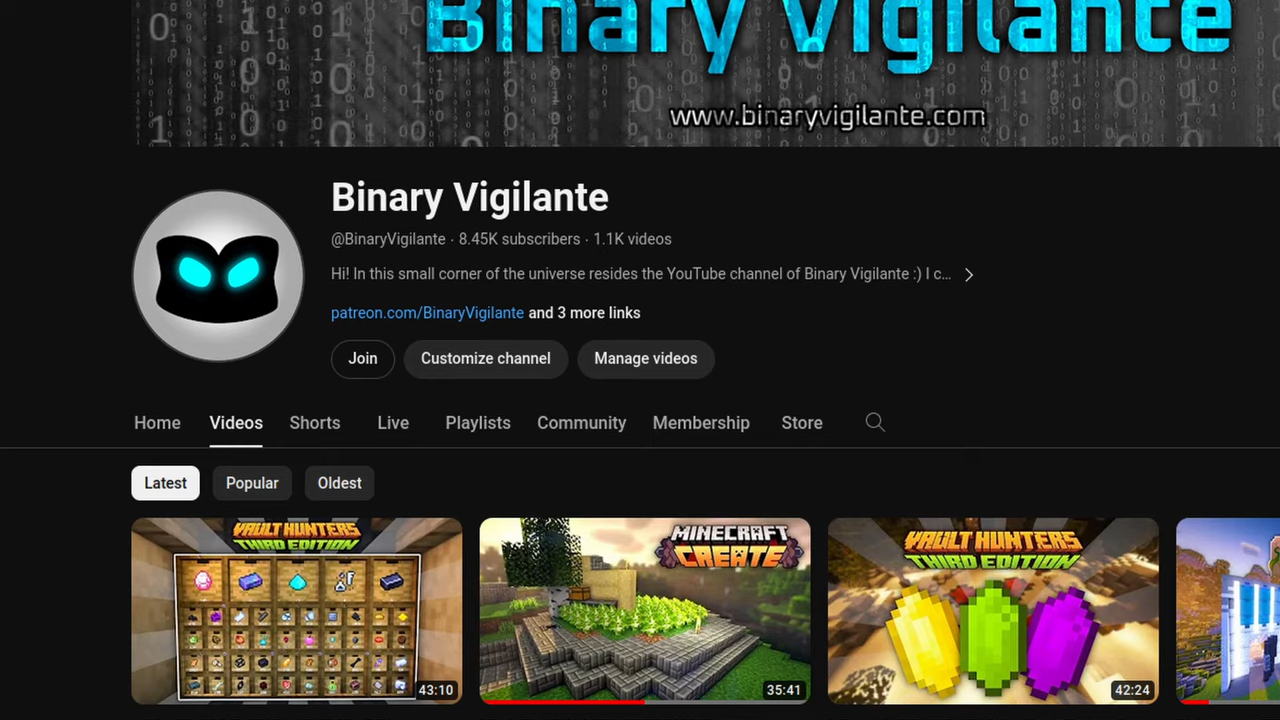 Binary Vigilante
www.binaryvigilante.com
Binary Vigilante
@BinaryVigilante · 8.45K subscribers · 1.1K videos
Hi! In this small corner of the universe resides the YouTube channel of Binary Vigilante :) I c...
patreon.com/BinaryVigilante and 3 more links
Join Customize channel Manage videos
Home Videos Shorts Live Playlists Community Membership Store
Latest Popular Oldest
VAULT HUNTERS
THIRD EDITION
43:10
MINECRAFT
CREATE
35:41
VAULT HUNTERS
THIRD EDITION
42:24